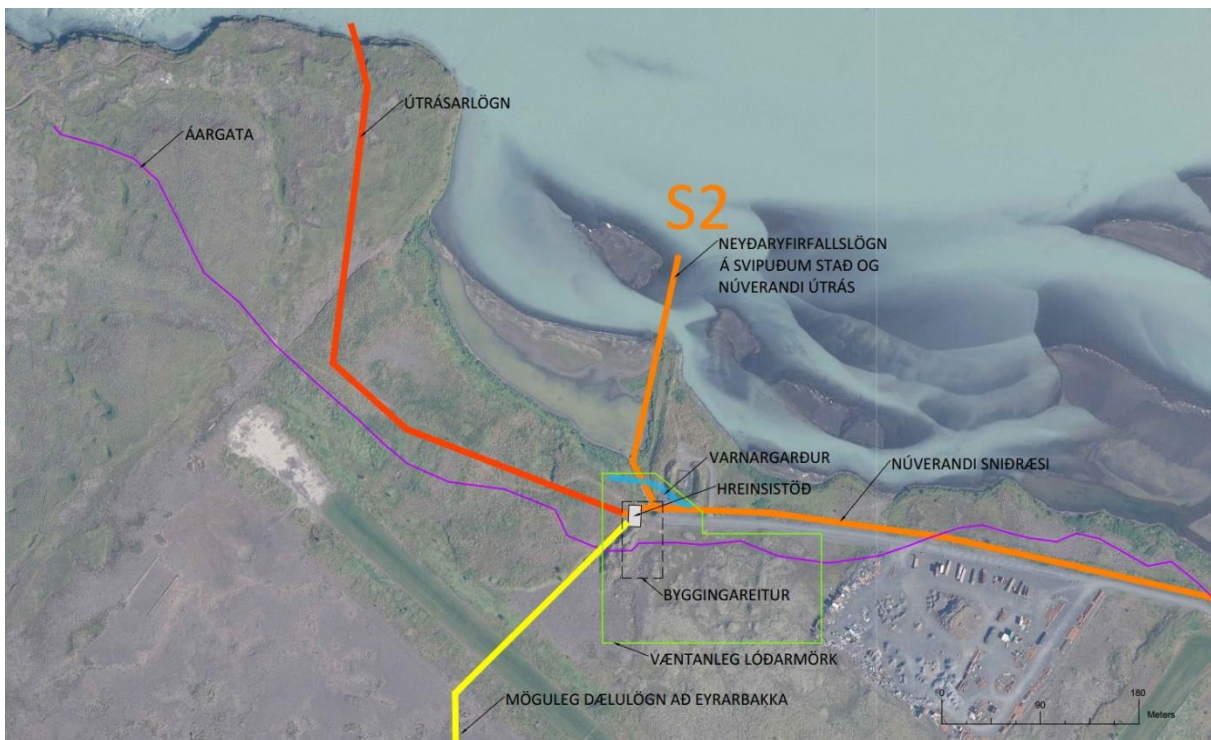 ÚTRÁSARLÖGN
ÁARGATA
S2
NEYÐARYFIRFALLSLÖGN
Á SVIPUÐUM STAÐ OG
NÚVERANDI ÚTRÁS
VARNARGARÐUR
NÚVERANDI SNIÐRÆSI
HREINSISTÖÐ
BYGGINGAREITUR
VÆNTANLEG LÓÐARMÖRK
MÖGULEG DÆLULÖGN AÐ EYRARBAKKA
0 180
90
Meters